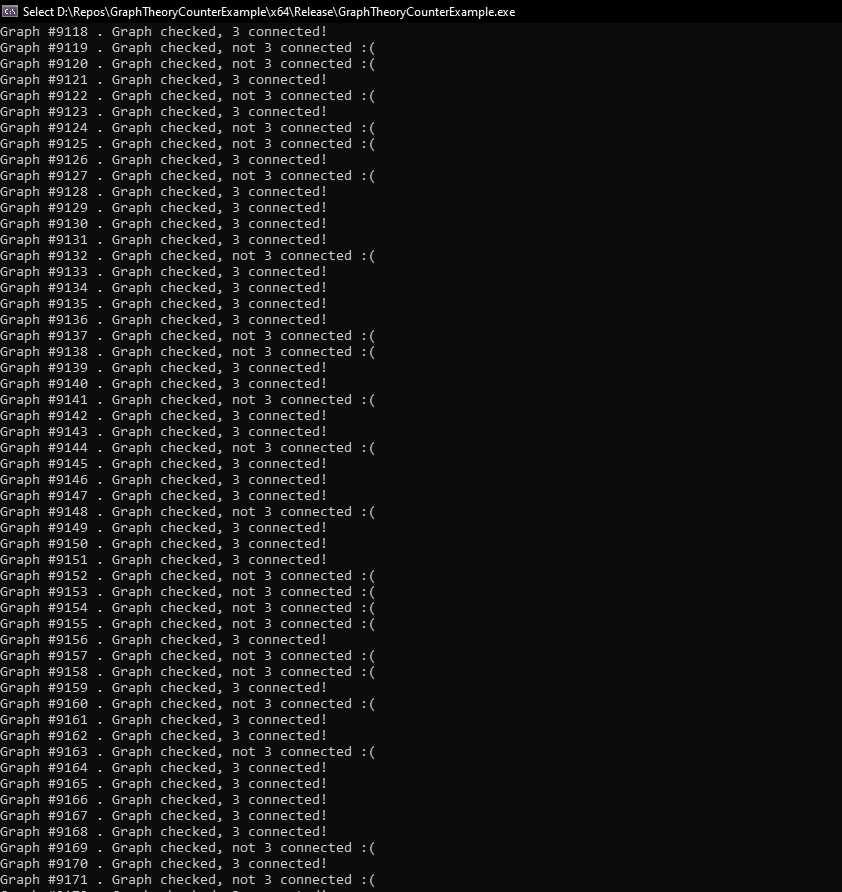 Select D:\Repos\GraphTheoryCounterExample\x64\Release\GraphTheoryCounterExample.exe
Graph #9118 . Graph checked, 3 connected!
Graph #9119 . Graph checked, not 3 connected :(
Graph #9120 . Graph checked, not 3 connected :(
Graph #9121 . Graph checked, 3 connected!
Graph #9122 . Graph checked, not 3 connected :(
Graph #9123 . Graph checked, 3 connected!
Graph #9124 . Graph checked, not 3 connected :(
Graph #9125 . Graph checked, not 3 connected :(
Graph #9126 . Graph checked, 3 connected!
Graph #9127 . Graph checked, not 3 connected :(
Graph #9128 . Graph checked, 3 connected!
Graph #9129 . Graph checked, 3 connected!
Graph #9130 . Graph checked, 3 connected!
Graph #9131 . Graph checked, 3 connected!
Graph #9132 . Graph checked, not 3 connected :(
Graph #9133 . Graph checked, 3 connected!
Graph #9134 . Graph checked, 3 connected!
Graph #9135 . Graph checked, 3 connected!
Graph #9136 . Graph checked, 3 connected!
Graph #9137 . Graph checked, not 3 connected :(
Graph #9138 . Graph checked, not 3 connected :(
Graph #9139 . Graph checked, 3 connected!
Graph #9140 . Graph checked, 3 connected!
Graph #9141 . Graph checked, not 3 connected :(
Graph #9142 . Graph checked, 3 connected!
Graph #9143 . Graph checked, 3 connected!
Graph #9144 . Graph checked, not 3 connected :(
Graph #9145 . Graph checked, 3 connected!
Graph #9146 . Graph checked, 3 connected!
Graph #9147 . Graph checked, 3 connected!
Graph #9148 . Graph checked, not 3 connected :(
Graph #9149 . Graph checked, 3 connected!
Graph #9150 . Graph checked, 3 connected!
Graph #9151 . Graph checked, 3 connected!
Graph #9152 . Graph checked, not 3 connected :(
Graph #9153 . Graph checked, not 3 connected :(
Graph #9154 . Graph checked, not 3 connected :(
Graph #9155 . Graph checked, not 3 connected :(
Graph #9156 . Graph checked, 3 connected!
Graph #9157 . Graph checked, not 3 connected :(
Graph #9158 . Graph checked, not 3 connected :(
Graph #9159 . Graph checked, 3 connected!
Graph #9160 . Graph checked, not 3 connected :(
Graph #9161 . Graph checked, 3 connected!
Graph #9162 . Graph checked, 3 connected!
Graph #9163 . Graph checked, not 3 connected :(
Graph #9164 . Graph checked, 3 connected!
Graph #9165 . Graph checked, 3 connected!
Graph #9166 . Graph checked, 3 connected!
Graph #9167 . Graph checked, 3 connected!
Graph #9168 . Graph checked, 3 connected!
Graph #9169 . Graph checked, not 3 connected :(
Graph #9170 . Graph checked, 3 connected!
Graph #9171 . Graph checked, not 3 connected :(